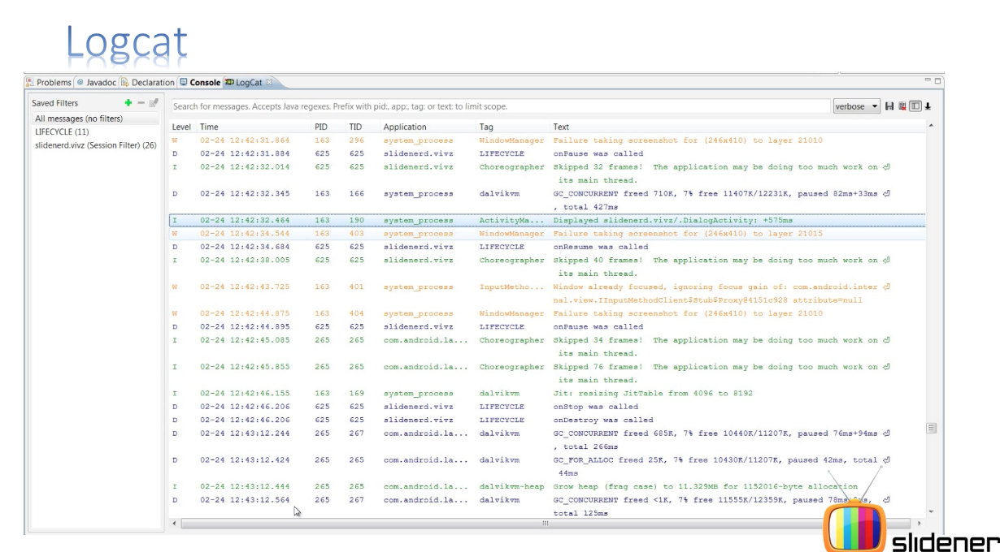 Logcat
Problems @ Javadoc Declaration Console LogCat
Saved Filters
All messages (no filters)
LIFECYCLE (11)
slidenerd.vivz (Session Filter) (26)
Search for messages. Accepts Java regexes. Prefix with pid:, app:, tag: or text: to limit scope. verbose
Level Time PID TID Application Tag Text
W 02-24 12:42:31.864 163 296 system_process WindowManager Failure taking screenshot for (246x410) to layer 21010
D 02-24 12:42:31.884 625 625 slidenerd.vivz LIFECYCLE onPause was called
I 02-24 12:42:32.014 625 625 slidenerd.vivz Choreographer Skipped 32 frames! The application may be doing too much work on
its main thread.
D 02-24 12:42:32.345 163 166 system_process dalvikvm GC_CONCURRENT freed 710K, 7% free 11407K/12231K, paused 82ms+33ms
, total 427ms
I 02-24 12:42:32.464 163 190 system_process ActivityMa... Displayed slidenerd.vivz/.DialogActivity: +575ms
W 02-24 12:42:34.544 163 403 system_process WindowManager Failure taking screenshot for (246x410) to layer 21015
D 02-24 12:42:34.684 625 625 slidenerd.vivz LIFECYCLE onResume was called
I 02-24 12:42:38.005 625 625 slidenerd.vivz Choreographer Skipped 40 frames! The application may be doing too much work on
its main thread.
W 02-24 12:42:43.725 163 401 system_process InputMetho... Window already focused, ignoring focus gain of: com.android.inter
nal.view.IInputMethodClient$Stub$Proxy@4151c928 attribute=null
W 02-24 12:42:44.875 163 404 system_process WindowManager Failure taking screenshot for (246x410) to layer 21010
D 02-24 12:42:44.895 625 625 slidenerd.vivz LIFECYCLE onPause was called
I 02-24 12:42:45.085 265 265 com.android.la... Choreographer Skipped 34 frames! The application may be doing too much work on
its main thread.
I 02-24 12:42:45.855 265 265 com.android.la... Choreographer Skipped 76 frames! The application may be doing too much work on
its main thread.
I 02-24 12:42:46.155 163 169 system_process dalvikvm Jit: resizing JitTable from 4096 to 8192
D 02-24 12:42:46.206 625 625 slidenerd.vivz LIFECYCLE onStop was called
D 02-24 12:42:46.206 625 625 slidenerd.vivz LIFECYCLE onDestroy was called
D 02-24 12:43:12.244 265 267 com.android.la... dalvikvm GC_CONCURRENT freed 685K, 7% free 10440K/11207K, paused 76ms+94ms
, total 266ms
D 02-24 12:43:12.424 265 265 com.android.la... dalvikvm GC_FOR_ALLOC freed 25K, 7% free 10430K/11207K, paused 42ms, total
44ms
I 02-24 12:43:12.444 265 265 com.android.la... dalvikvm-heap Grow heap (frag case) to 11.329MB for 1152016-byte allocation
D 02-24 12:43:12.564 265 267 com.android.la... dalvikvm GC_CONCURRENT freed <1K, 7% free 11555K/12359K, paused
total 125ms
slidener